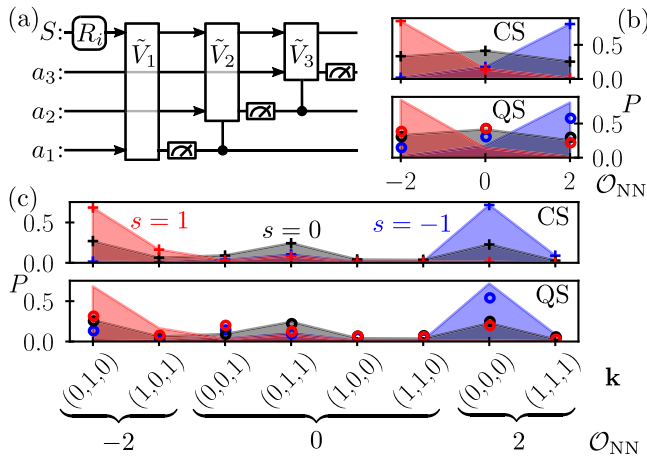 (a)
S:
R_i
Ṽ_1
Ṽ_2
Ṽ_3
a_3:
a_2:
a_1:
(b)
CS
0.5
0.0
P
QS
0.5
0.0
−2 0 2 𝒪_NN
(c)
0.5
s = 1 s = 0 s = −1 CS
0.0
P
0.5
QS
0.0
(0,1,0) (1,0,1) (0,0,1) (0,1,1) (1,0,0) (1,1,0) (0,0,0) (1,1,1) k
−2 0 2 𝒪_NN